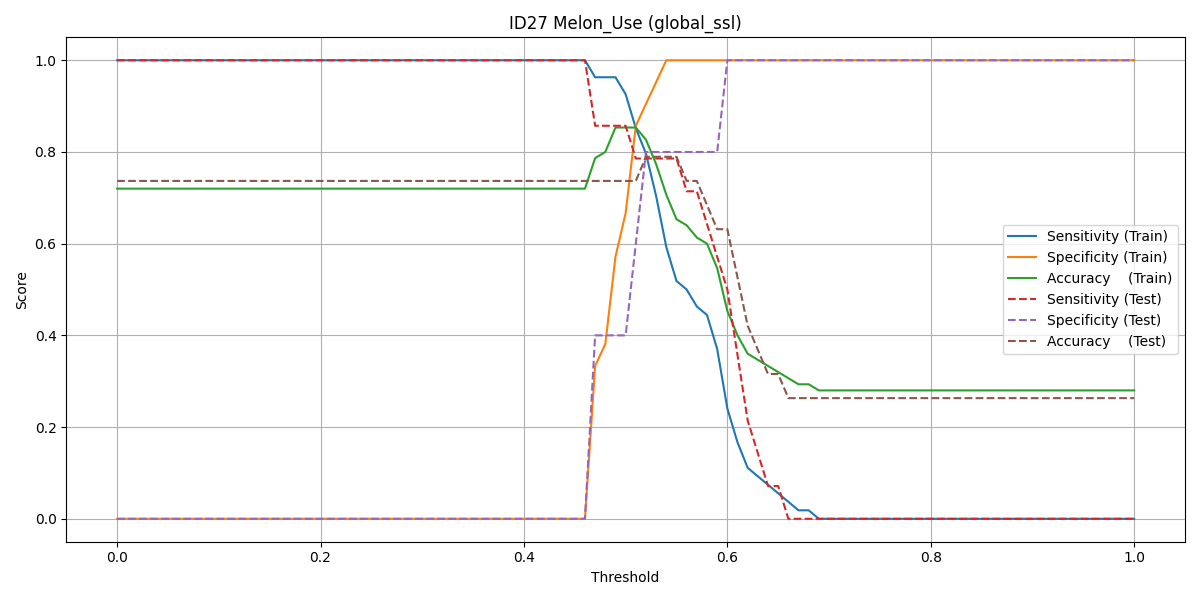 ID27 Melon_Use (global_ssl)
1.0
0.8
0.6
0.4
0.2
0.0
Score
0.0 0.2 0.4 0.6 0.8 1.0
Threshold
Sensitivity (Train)
Specificity (Train)
Accuracy (Train)
Sensitivity (Test)
Specificity (Test)
Accuracy (Test)